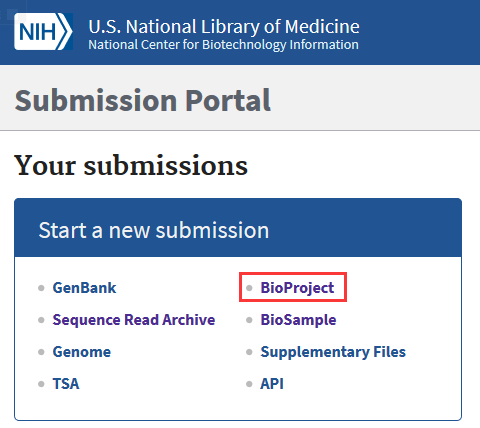 NIH
U.S. National Library of Medicine
National Center for Biotechnology Information
Submission Portal
Your submissions
Start a new submission
GenBank
BioProject
Sequence Read Archive
BioSample
Genome
Supplementary Files
TSA
API